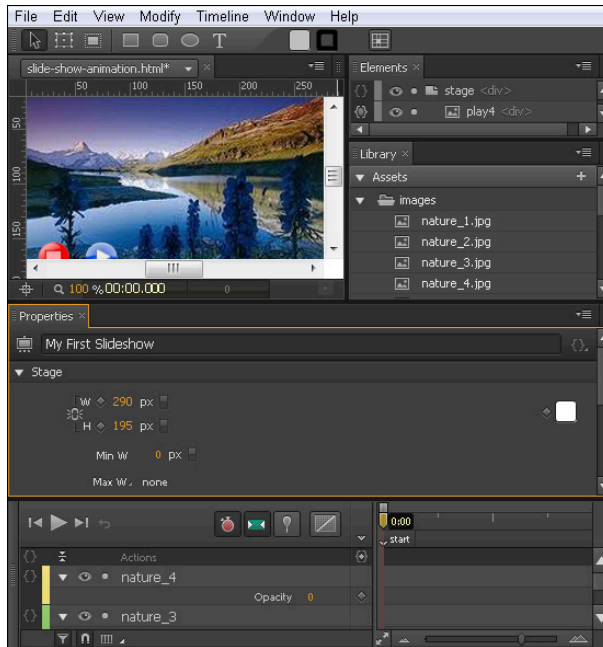 File Edit View Modify Timeline Window Help
T
slide-show-animation.html* ×
Elements ×
50 100 150 200 250
stage <div>
50
play4 <div>
Library ×
100
Assets +
images
nature_1.jpg
150
nature_2.jpg
nature_3.jpg
nature_4.jpg
100 % 00:00.000 0
Properties ×
My First Slideshow
Stage
W 290 px
H 195 px
Min W 0 px
Max W none
0:00
start
Actions
nature_4
Opacity 0
nature_3